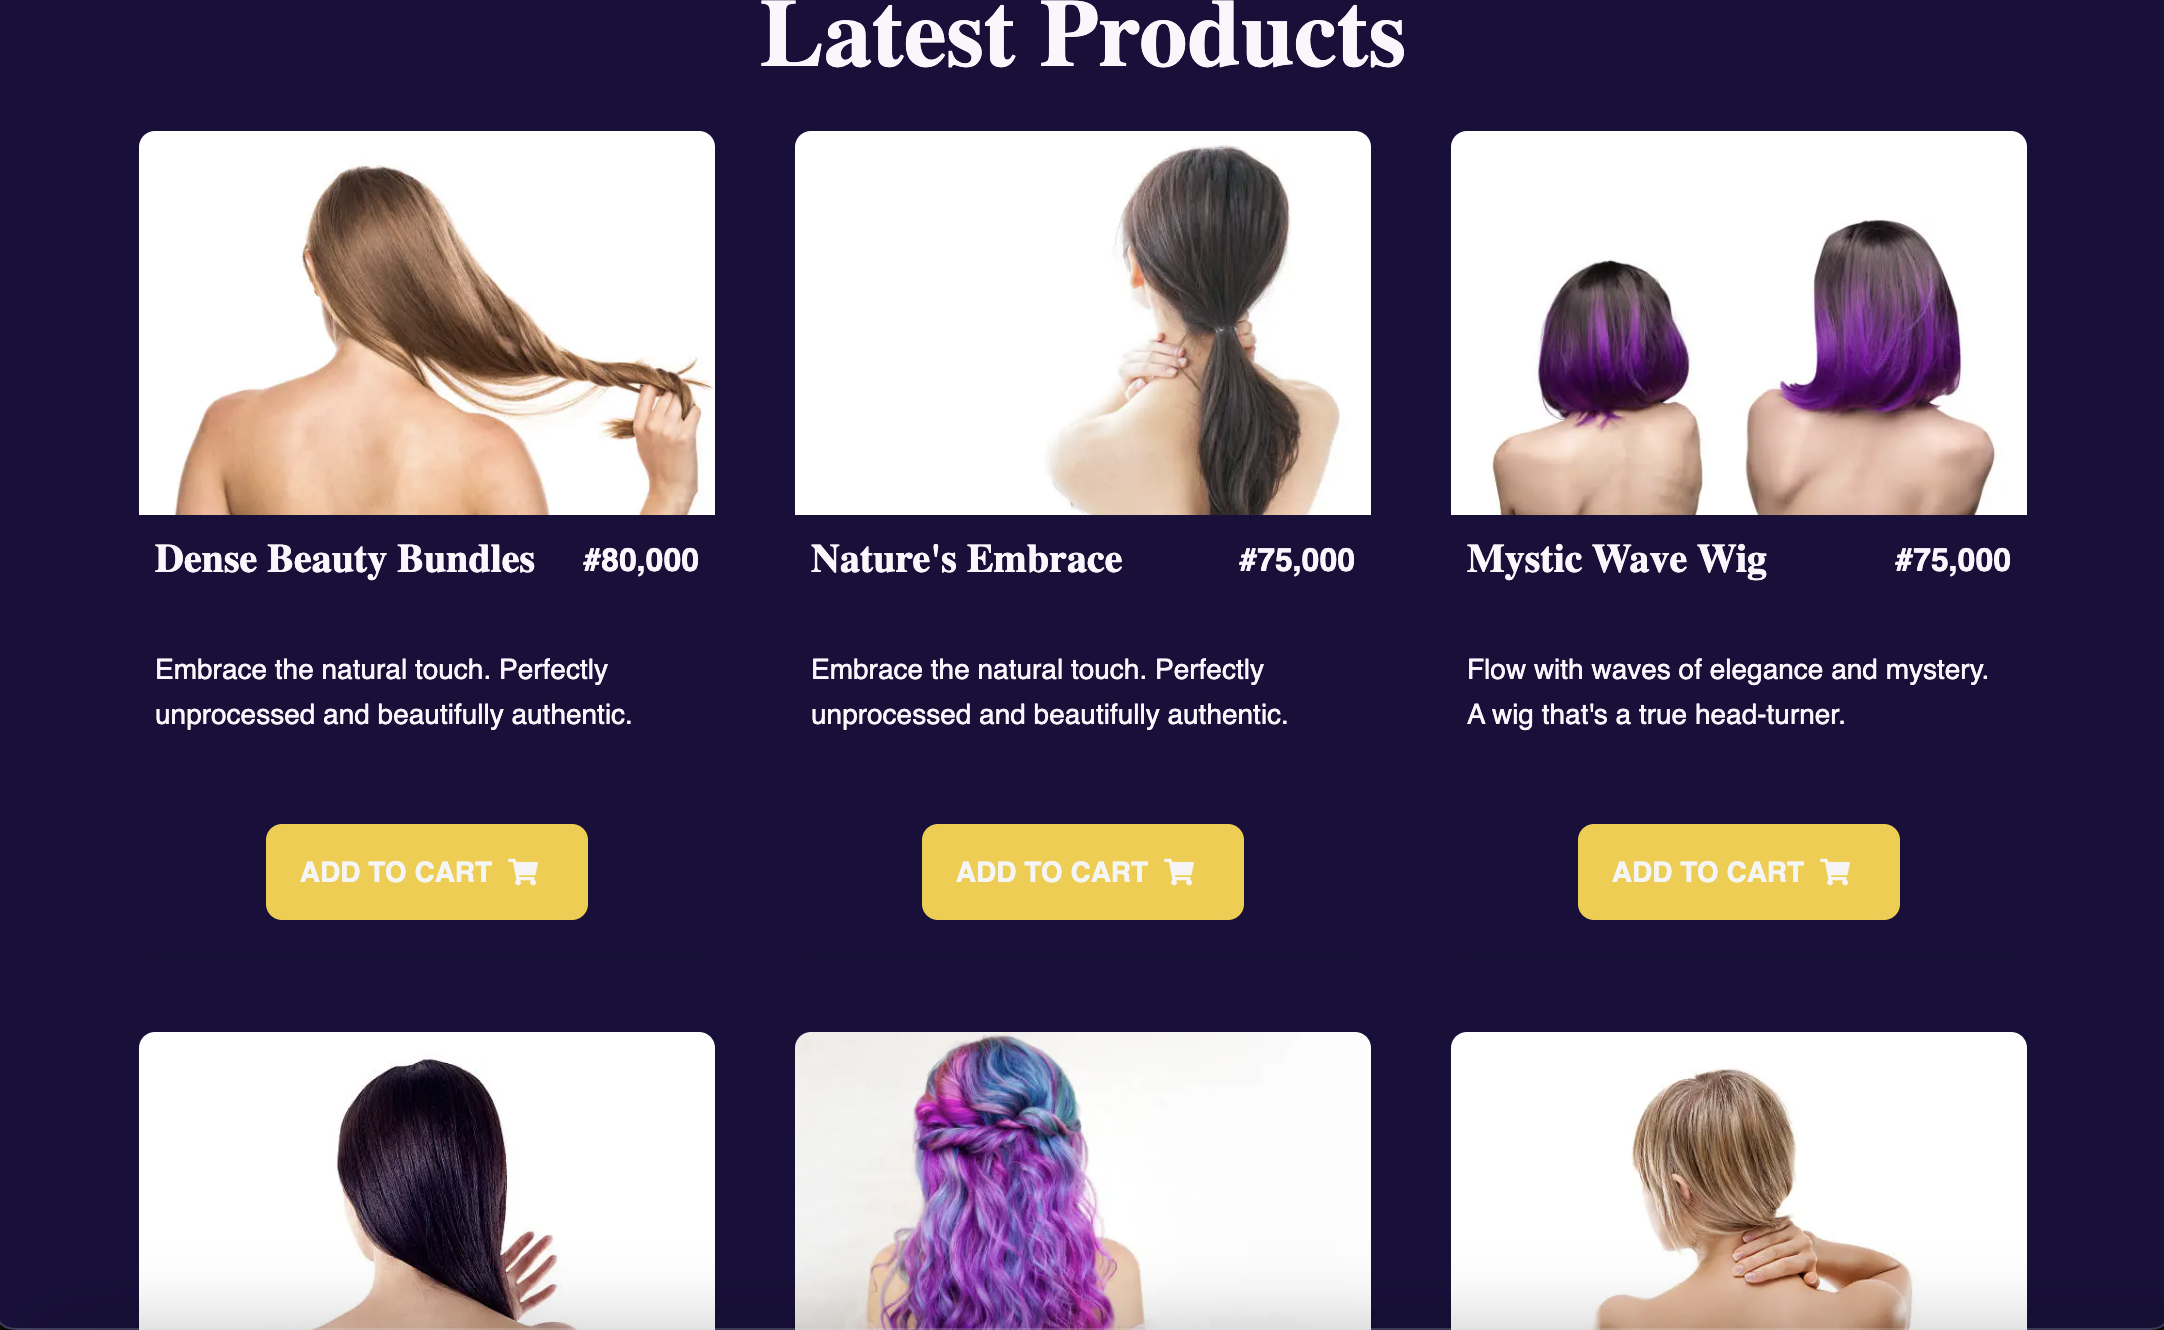 Latest Products
Dense Beauty Bundles #80,000
Embrace the natural touch. Perfectly
unprocessed and beautifully authentic.
ADD TO CART
Nature's Embrace #75,000
Embrace the natural touch. Perfectly
unprocessed and beautifully authentic.
ADD TO CART
Mystic Wave Wig #75,000
Flow with waves of elegance and mystery.
A wig that's a true head-turner.
ADD TO CART